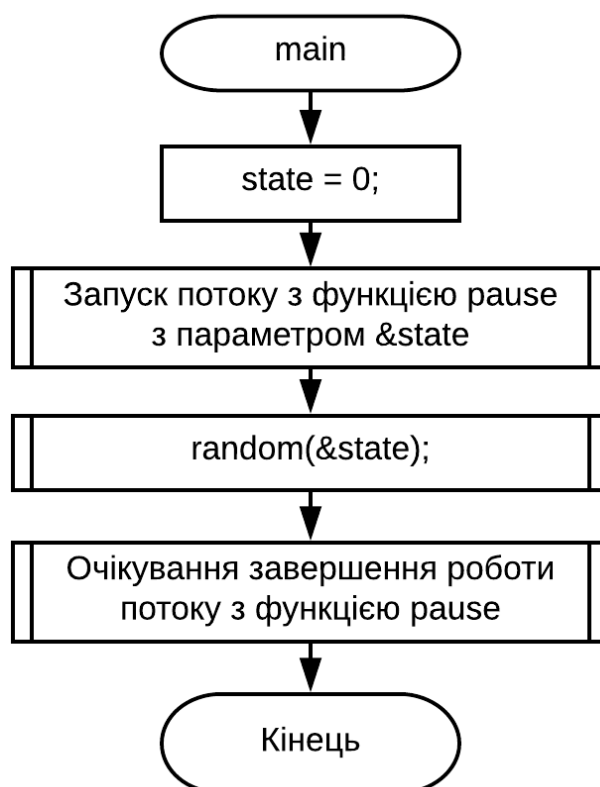 main
state = 0;
Запуск потоку з функцією pause
з параметром &state
random(&state);
Очікування завершення роботи
потоку з функцією pause
Кінець